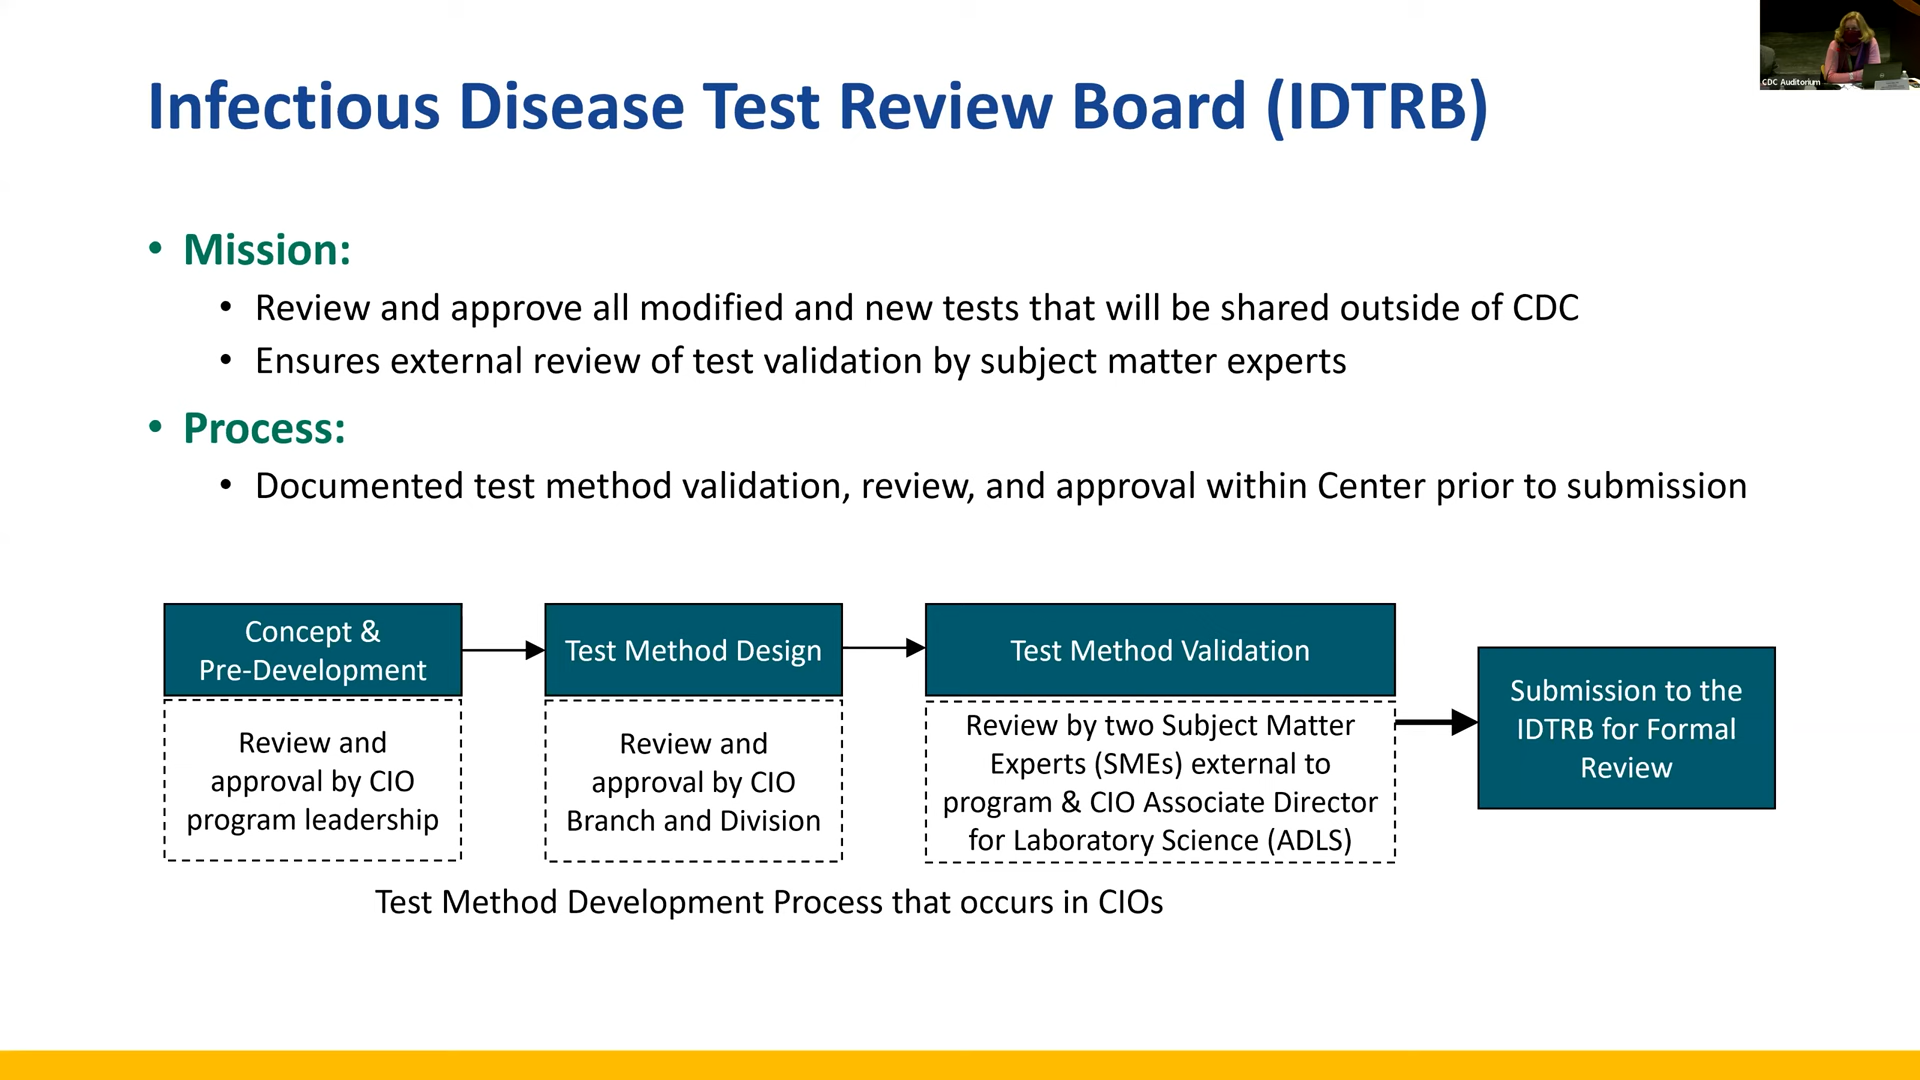 CDC Auditorium
Infectious Disease Test Review Board (IDTRB)
• Mission:
• Review and approve all modified and new tests that will be shared outside of CDC
• Ensures external review of test validation by subject matter experts
• Process:
• Documented test method validation, review, and approval within Center prior to submission
Concept &
Pre-Development
Review and
approval by CIO
program leadership
Test Method Design
Review and
approval by CIO
Branch and Division
Test Method Validation
Review by two Subject Matter
Experts (SMEs) external to
program & CIO Associate Director
for Laboratory Science (ADLS)
Submission to the
IDTRB for Formal
Review
Test Method Development Process that occurs in CIOs